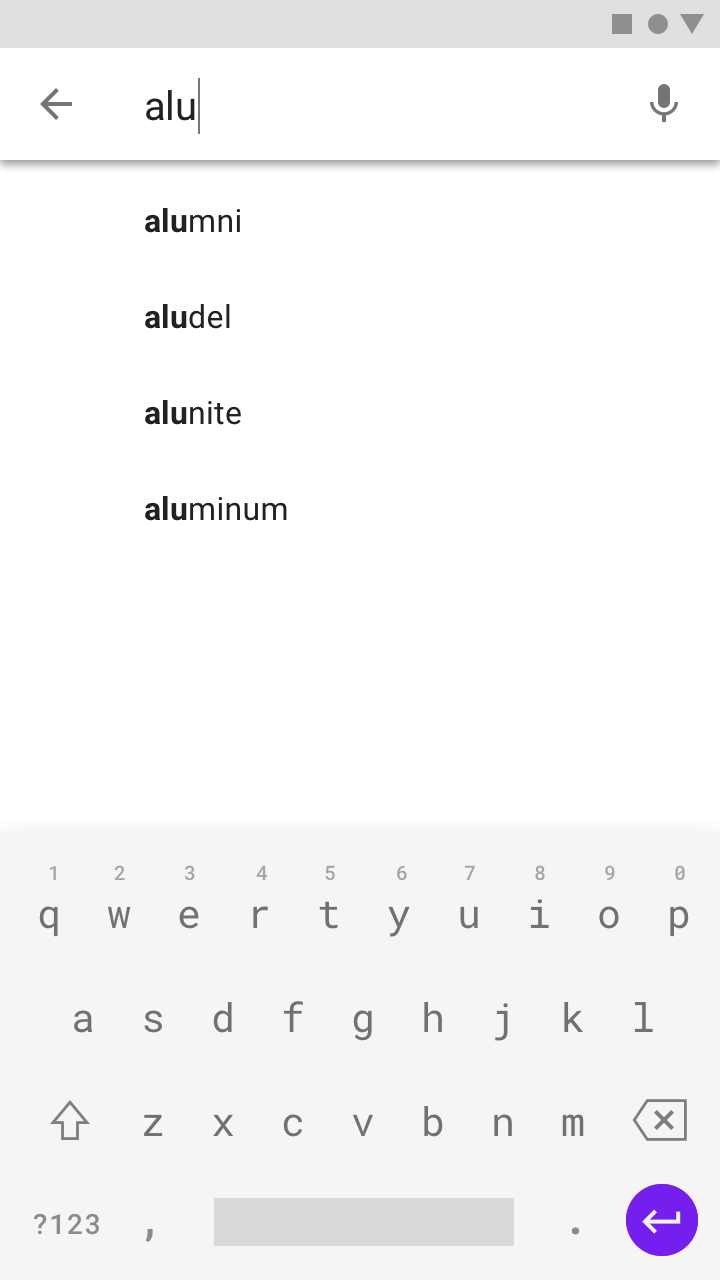 alu
alumni
aludel
alunite
aluminum
1 2 3 4 5 6 7 8 9 0
q w e r t y u i o p
a s d f g h j k l
z x c v b n m
?123 , .